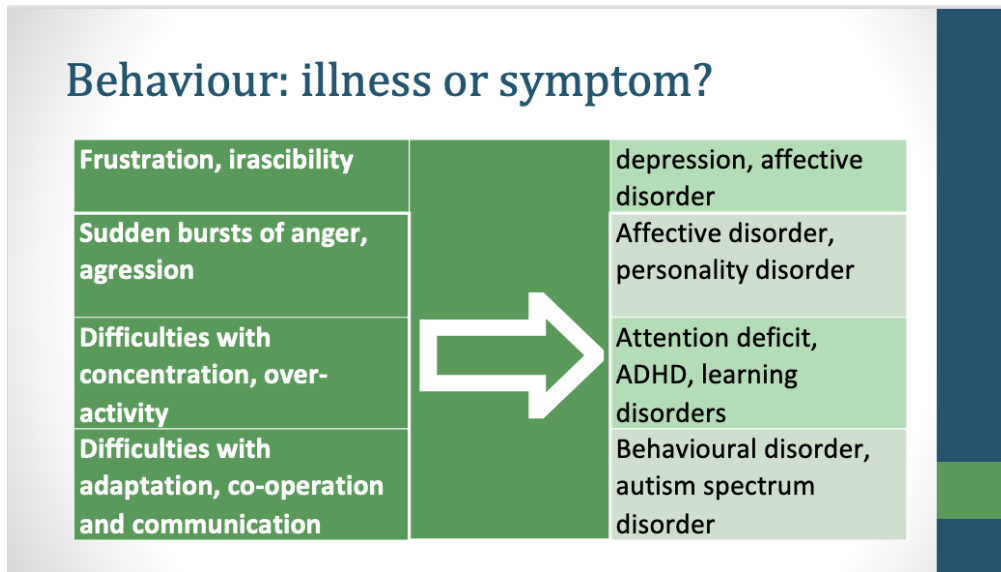 Behaviour: illness or symptom?
Frustration, irascibility
depression, affective
disorder
Sudden bursts of anger,
agression
Affective disorder,
personality disorder
Difficulties with
concentration, over-
activity
Attention deficit,
ADHD, learning
disorders
Difficulties with
adaptation, co-operation
and communication
Behavioural disorder,
autism spectrum
disorder